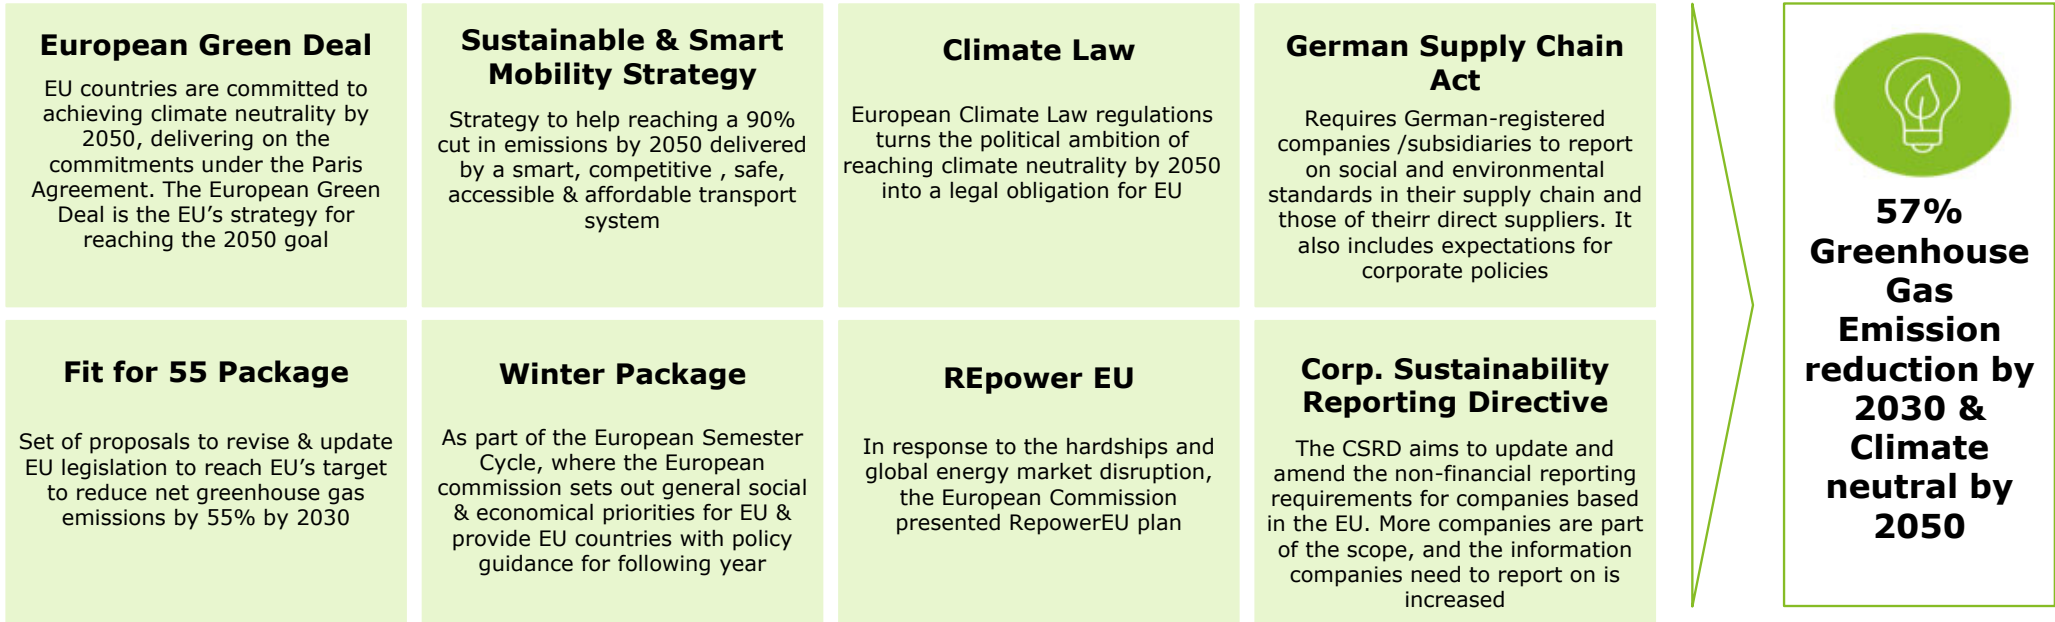 European Green Deal
EU countries are committed to
achieving climate neutrality by
2050, delivering on the
commitments under the Paris
Agreement. The European Green
Deal is the EU’s strategy for
reaching the 2050 goal
Sustainable & Smart
Mobility Strategy
Strategy to help reaching a 90%
cut in emissions by 2050 delivered
by a smart, competitive , safe,
accessible & affordable transport
system
Climate Law
European Climate Law regulations
turns the political ambition of
reaching climate neutrality by 2050
into a legal obligation for EU
German Supply Chain
Act
Requires German-registered
companies /subsidiaries to report
on social and environmental
standards in their supply chain and
those of theirr direct suppliers. It
also includes expectations for
corporate policies
Fit for 55 Package
Set of proposals to revise & update
EU legislation to reach EU’s target
to reduce net greenhouse gas
emissions by 55% by 2030
Winter Package
As part of the European Semester
Cycle, where the European
commission sets out general social
& economical priorities for EU &
provide EU countries with policy
guidance for following year
REpower EU
In response to the hardships and
global energy market disruption,
the European Commission
presented RepowerEU plan
Corp. Sustainability
Reporting Directive
The CSRD aims to update and
amend the non-financial reporting
requirements for companies based
in the EU. More companies are part
of the scope, and the information
companies need to report on is
increased
57%
Greenhouse
Gas
Emission
reduction by
2030 &
Climate
neutral by
2050